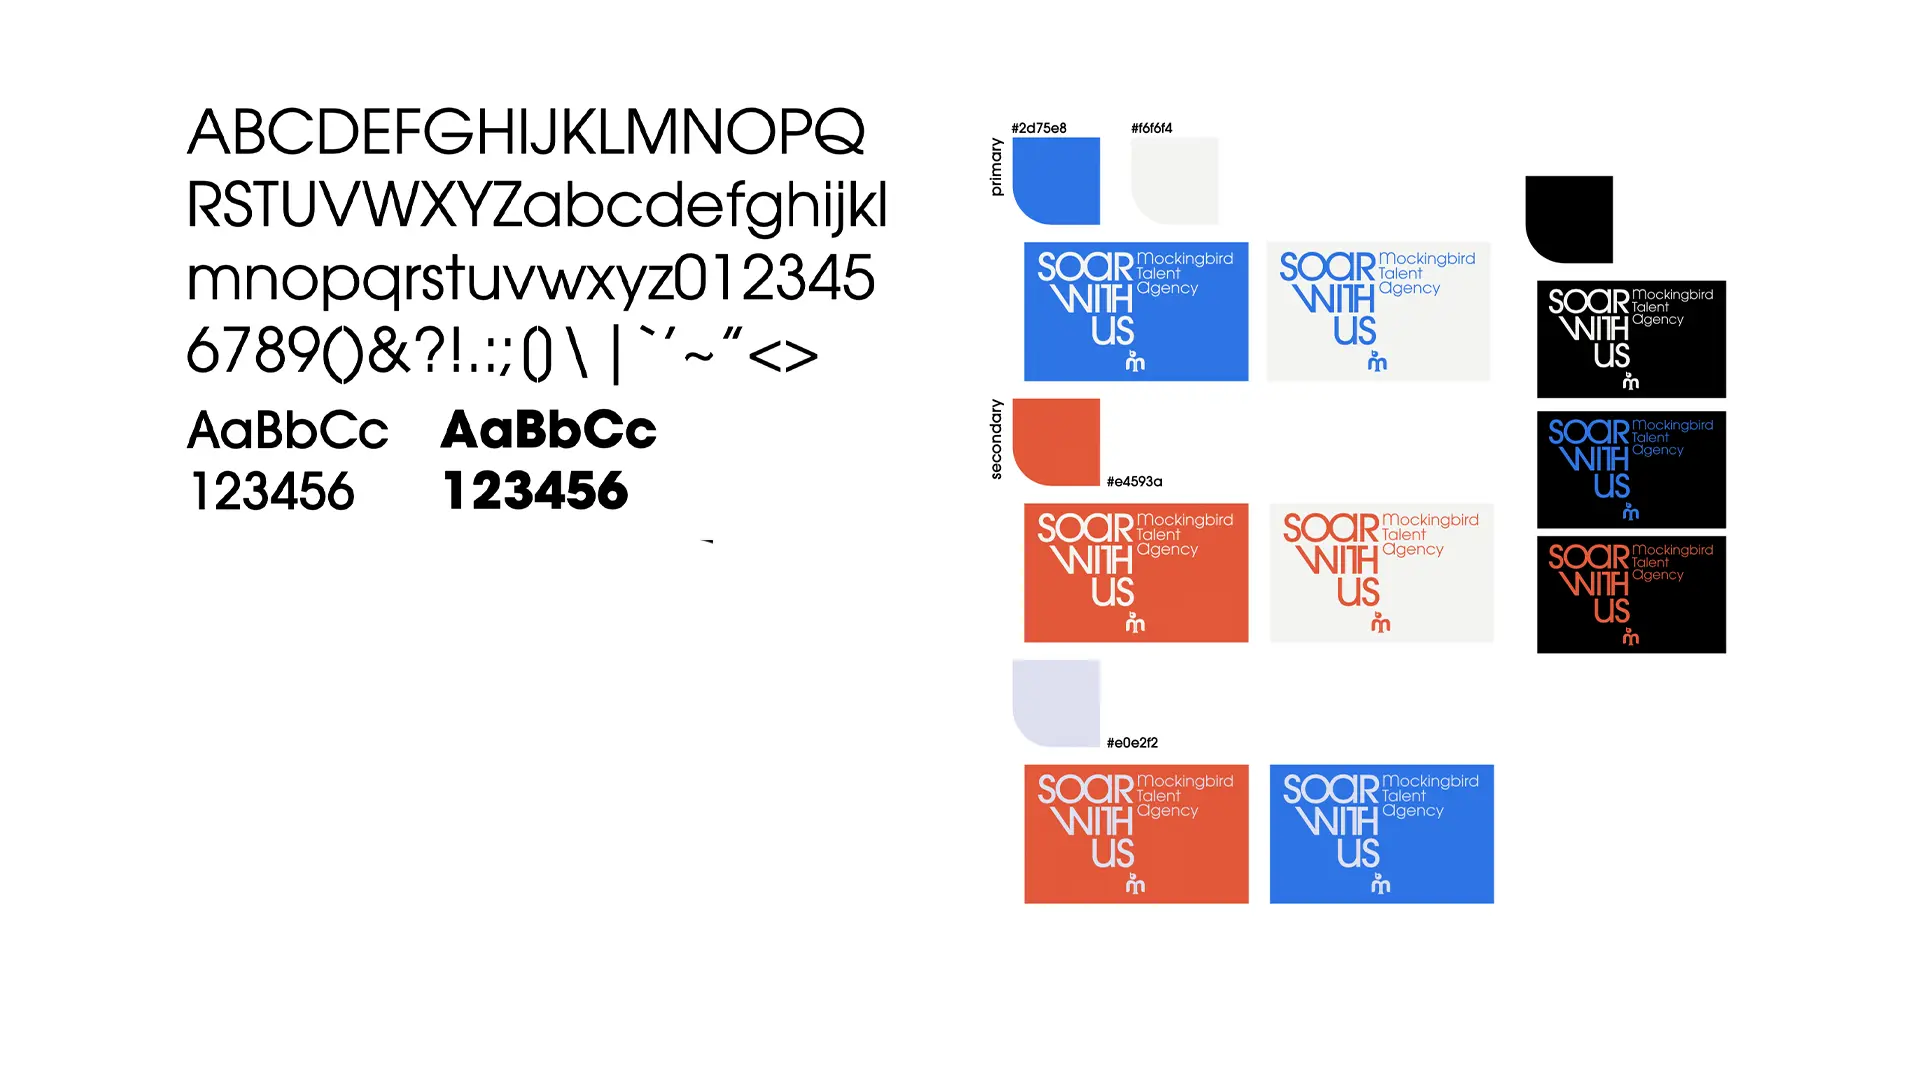 ABCDEFGHIJKLMNOPQ
RSTUVWXYZabcdefghijkl
mnopqrstuvwxyz012345
6789()&?!.:;() \ | `´~“<>
AaBbCc
123456
AaBbCc
123456
primary
#2d75e8
#f6f6f4
SOaR
WITH
US
Mockingbird
Talent
agency
m
SOaR
WITH
US
Mockingbird
Talent
agency
m
secondary
#e4593a
SOaR
WITH
US
Mockingbird
Talent
agency
m
SOaR
WITH
US
Mockingbird
Talent
agency
m
#e0e2f2
SOaR
WITH
US
Mockingbird
Talent
agency
m
SOaR
WITH
US
Mockingbird
Talent
agency
m
SOaR
WITH
US
Mockingbird
Talent
agency
m
SOaR
WITH
US
Mockingbird
Talent
agency
m
SOaR
WITH
US
Mockingbird
Talent
agency
m